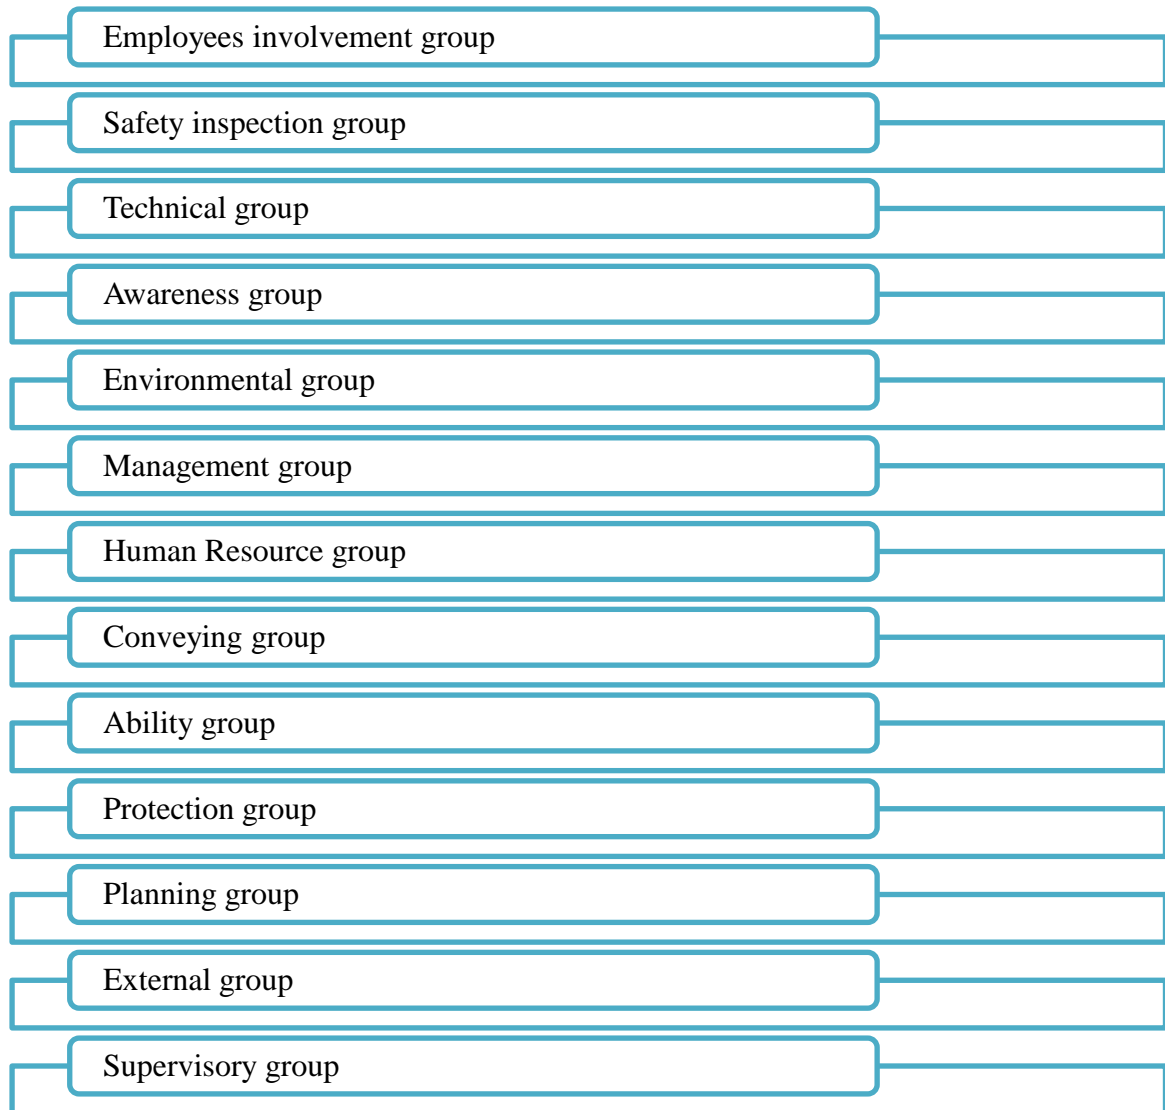 Employees involvement group
Safety inspection group
Technical group
Awareness group
Environmental group
Management group
Human Resource group
Conveying group
Ability group
Protection group
Planning group
External group
Supervisory group